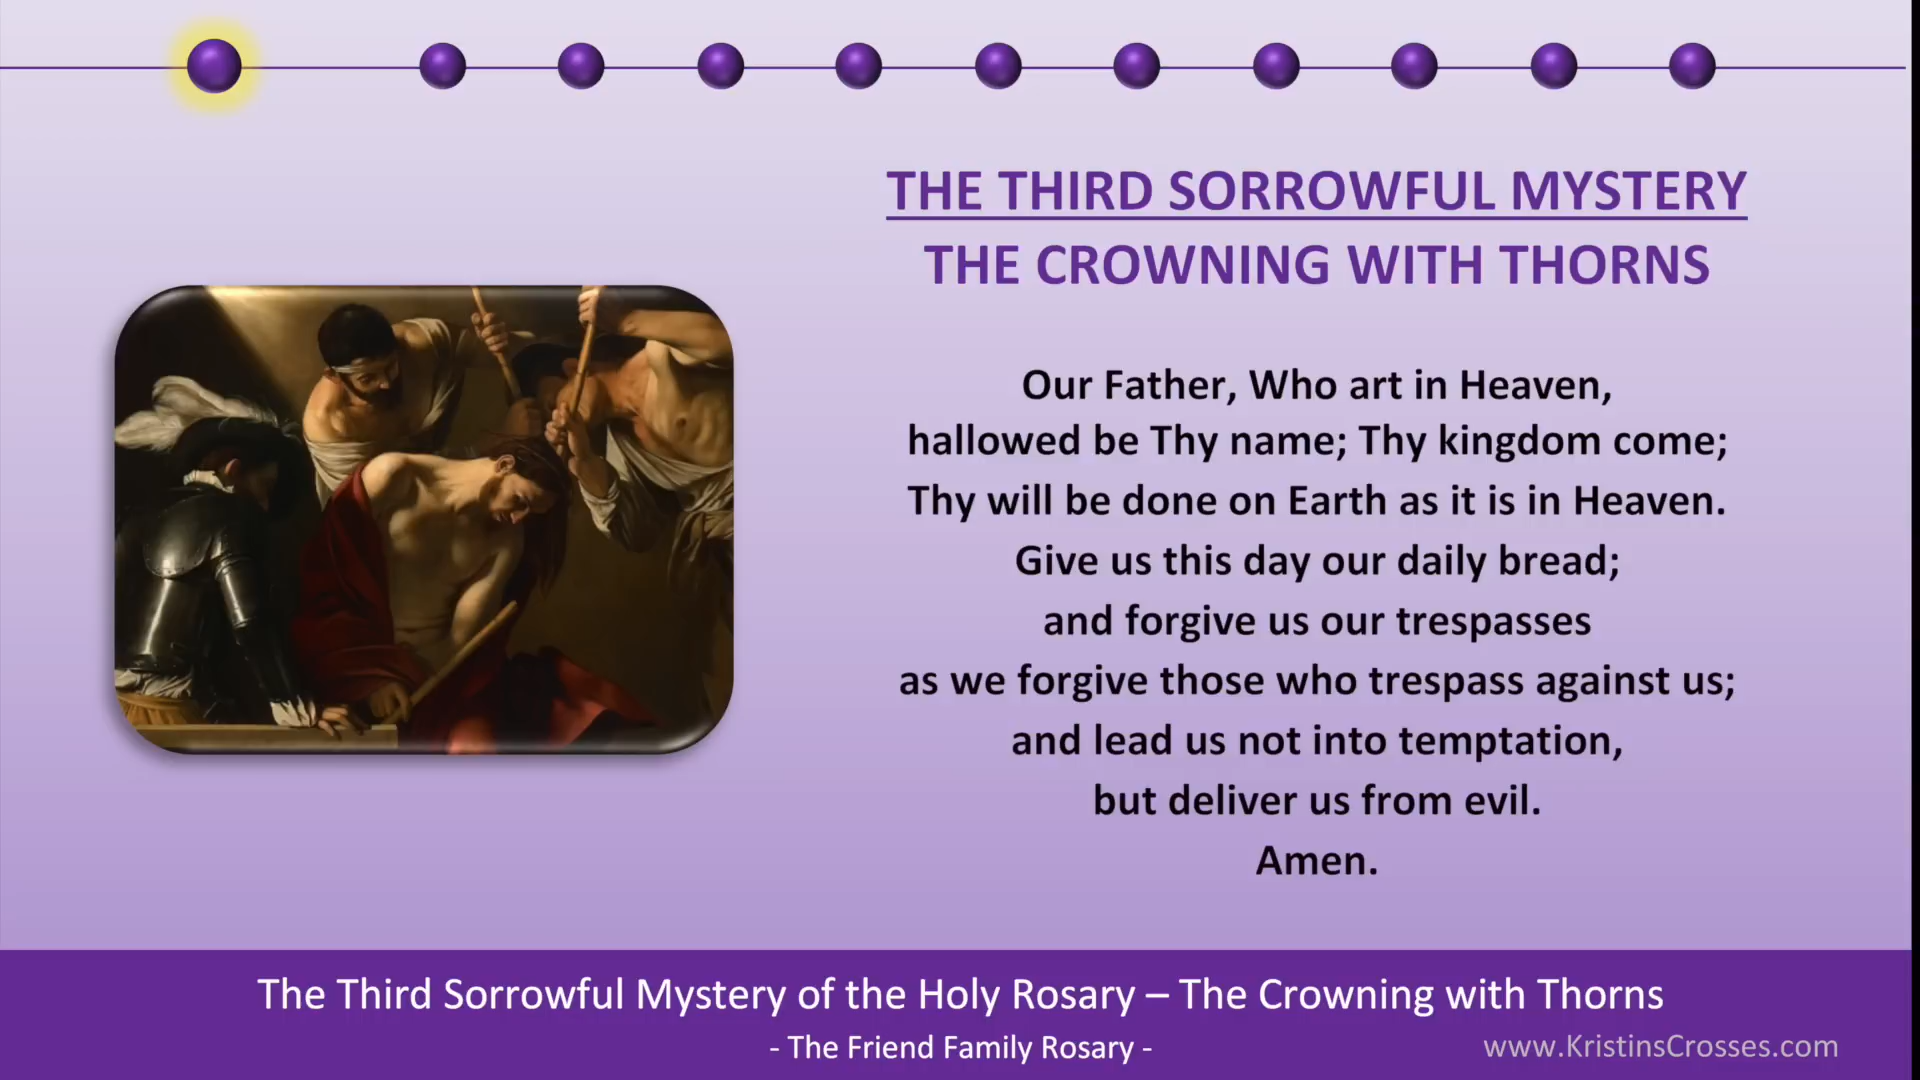 THE THIRD SORROWFUL MYSTERY
THE CROWNING WITH THORNS
Our Father, Who art in Heaven,
hallowed be Thy name; Thy kingdom come;
Thy will be done on Earth as it is in Heaven.
Give us this day our daily bread;
and forgive us our trespasses
as we forgive those who trespass against us;
and lead us not into temptation,
but deliver us from evil.
Amen.
The Third Sorrowful Mystery of the Holy Rosary – The Crowning with Thorns
- The Friend Family Rosary -
www.KristinsCrosses.com